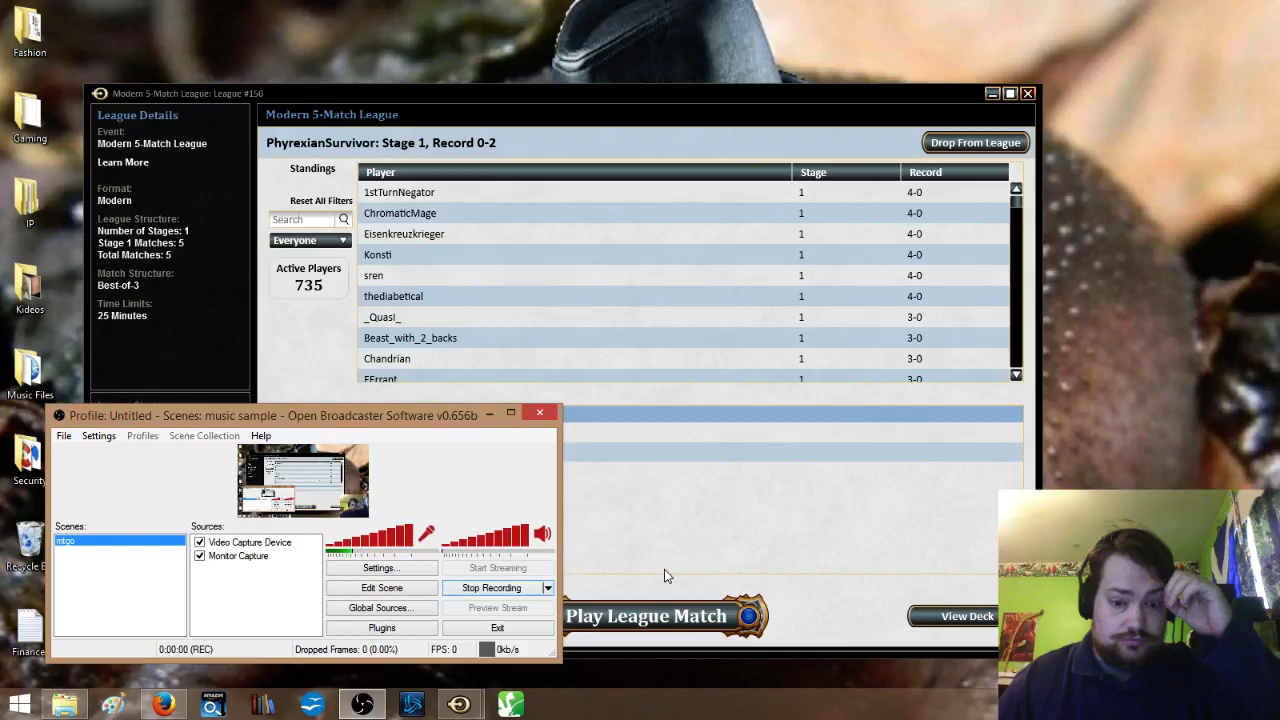 Fashion
Gaming
IP
Kideos
Music Files
Security
Recycle B
Finance
Modern 5-Match League: League #150
League Details
Event:
Modern 5-Match League
Learn More
Format:
Modern
League Structure:
Number of Stages: 1
Stage 1 Matches: 5
Total Matches: 5
Match Structure:
Best-of-3
Time Limits:
25 Minutes
Modern 5-Match League
PhyrexianSurvivor: Stage 1, Record 0-2
Drop From League
Standings
Reset All Filters
Search
Everyone
Active Players
735
Player Stage Record
1stTurnNegator 1 4-0
ChromaticMage 1 4-0
Eisenkreuzkrieger 1 4-0
Konsti 1 4-0
sren 1 4-0
thediabetical 1 4-0
_QuasI_ 1 3-0
Beast_with_2_backs 1 3-0
Chandrian 1 3-0
FFrrant 1 3-0
Play League Match
View Deck
Profile: Untitled - Scenes: music sample - Open Broadcaster Software v0.656b
File Settings Profiles Scene Collection Help
Scenes:
mtgo
Sources:
Video Capture Device
Monitor Capture
Settings... Start Streaming
Edit Scene Stop Recording
Global Sources... Preview Stream
Plugins Exit
0:00:00 (REC) Dropped Frames: 0 (0.00%) FPS: 0 0kb/s
amazon